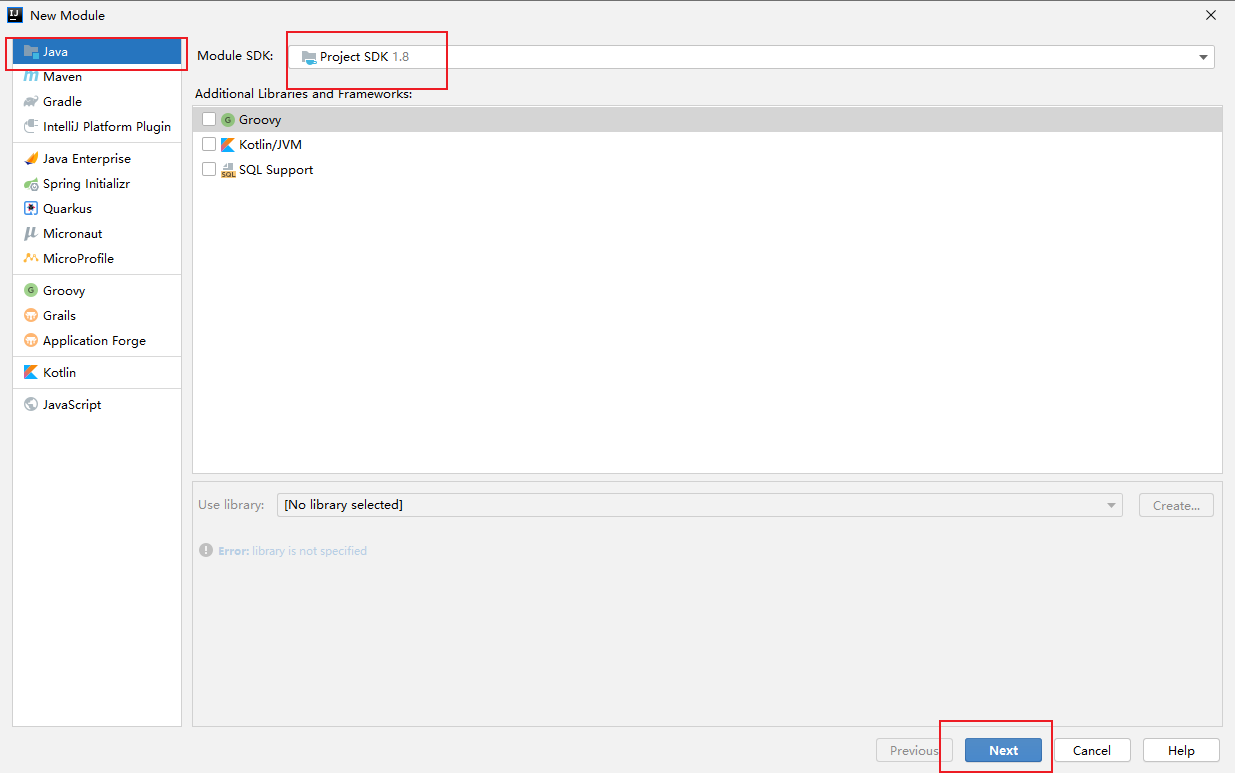 New Module
Java
Maven
Gradle
IntelliJ Platform Plugin
Java Enterprise
Spring Initializr
Quarkus
Micronaut
MicroProfile
Groovy
Grails
Application Forge
Kotlin
JavaScript
Module SDK: Project SDK 1.8
Additional Libraries and Frameworks:
Groovy
Kotlin/JVM
SQL Support
Use library: [No library selected] Create...
Error: library is not specified
Previous Next Cancel Help